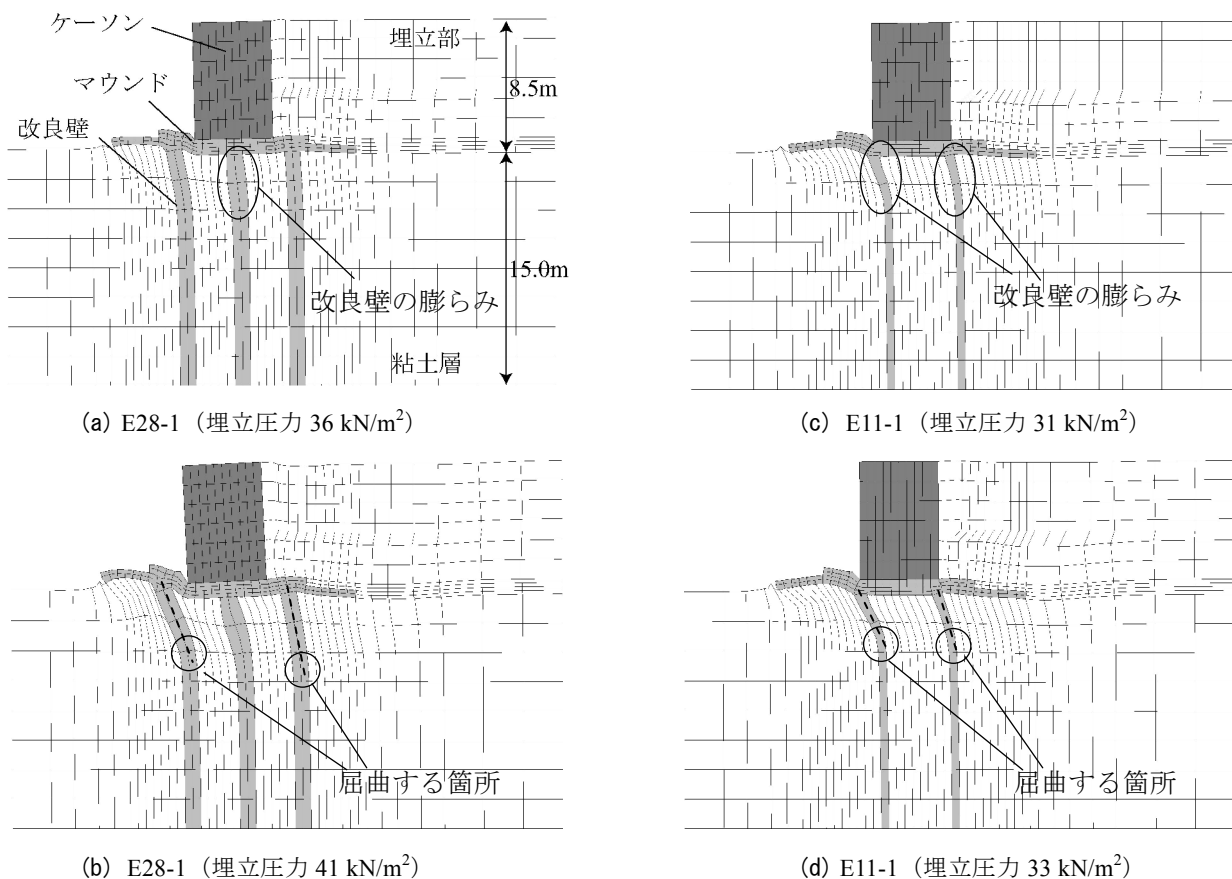 ケーソン
埋立部
マウンド
8.5m
改良壁
15.0m
改良壁の膨らみ
粘土層
(a) E28-1（埋立圧力 36 kN/m²）
改良壁の膨らみ
(c) E11-1（埋立圧力 31 kN/m²）
屈曲する箇所
(b) E28-1（埋立圧力 41 kN/m²）
屈曲する箇所
(d) E11-1（埋立圧力 33 kN/m²）